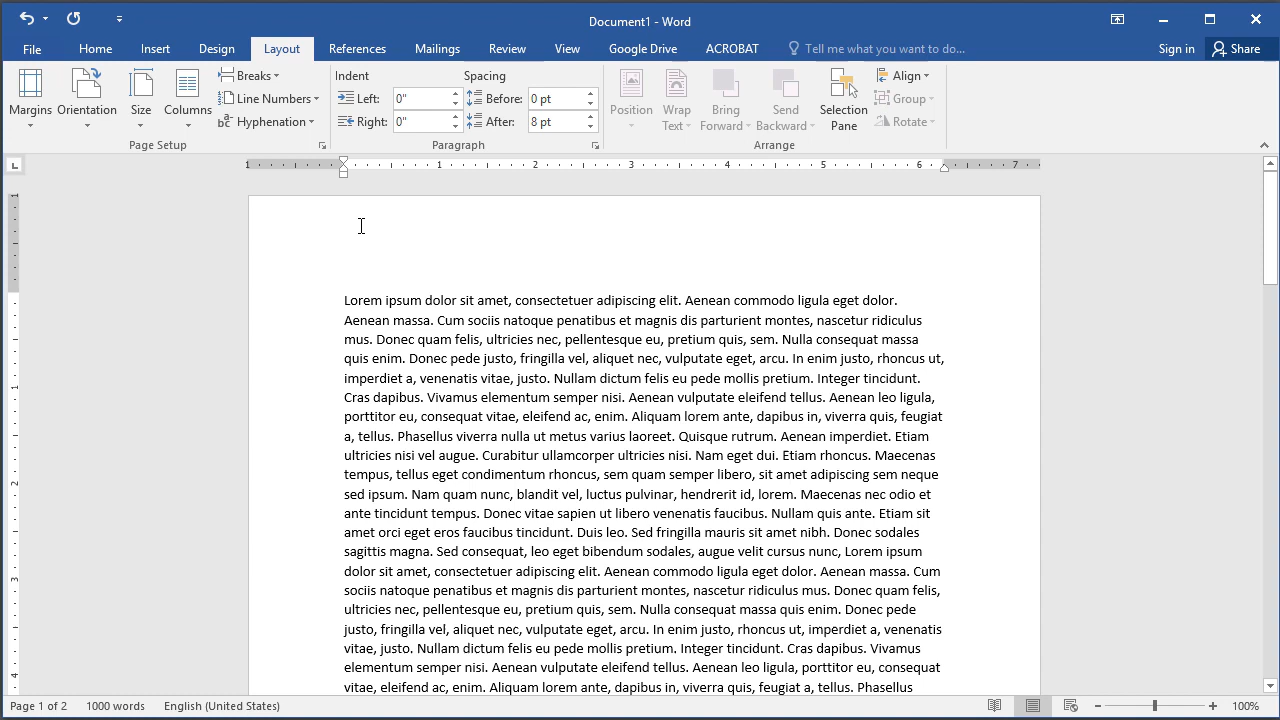 Document1 - Word
File Home Insert Design Layout References Mailings Review View Google Drive ACROBAT Tell me what you want to do... Sign in Share
Margins Orientation Size Columns
Breaks
Line Numbers
Hyphenation
Page Setup
Indent
Left: 0"
Right: 0"
Spacing
Before: 0 pt
After: 8 pt
Paragraph
Position Wrap Text Bring Forward Send Backward Selection Pane
Align
Group
Rotate
Arrange
1 1 2 3 4 5 6 7
1
1
2
3
4
Lorem ipsum dolor sit amet, consectetuer adipiscing elit. Aenean commodo ligula eget dolor.
Aenean massa. Cum sociis natoque penatibus et magnis dis parturient montes, nascetur ridiculus
mus. Donec quam felis, ultricies nec, pellentesque eu, pretium quis, sem. Nulla consequat massa
quis enim. Donec pede justo, fringilla vel, aliquet nec, vulputate eget, arcu. In enim justo, rhoncus ut,
imperdiet a, venenatis vitae, justo. Nullam dictum felis eu pede mollis pretium. Integer tincidunt.
Cras dapibus. Vivamus elementum semper nisi. Aenean vulputate eleifend tellus. Aenean leo ligula,
porttitor eu, consequat vitae, eleifend ac, enim. Aliquam lorem ante, dapibus in, viverra quis, feugiat
a, tellus. Phasellus viverra nulla ut metus varius laoreet. Quisque rutrum. Aenean imperdiet. Etiam
ultricies nisi vel augue. Curabitur ullamcorper ultricies nisi. Nam eget dui. Etiam rhoncus. Maecenas
tempus, tellus eget condimentum rhoncus, sem quam semper libero, sit amet adipiscing sem neque
sed ipsum. Nam quam nunc, blandit vel, luctus pulvinar, hendrerit id, lorem. Maecenas nec odio et
ante tincidunt tempus. Donec vitae sapien ut libero venenatis faucibus. Nullam quis ante. Etiam sit
amet orci eget eros faucibus tincidunt. Duis leo. Sed fringilla mauris sit amet nibh. Donec sodales
sagittis magna. Sed consequat, leo eget bibendum sodales, augue velit cursus nunc, Lorem ipsum
dolor sit amet, consectetuer adipiscing elit. Aenean commodo ligula eget dolor. Aenean massa. Cum
sociis natoque penatibus et magnis dis parturient montes, nascetur ridiculus mus. Donec quam felis,
ultricies nec, pellentesque eu, pretium quis, sem. Nulla consequat massa quis enim. Donec pede
justo, fringilla vel, aliquet nec, vulputate eget, arcu. In enim justo, rhoncus ut, imperdiet a, venenatis
vitae, justo. Nullam dictum felis eu pede mollis pretium. Integer tincidunt. Cras dapibus. Vivamus
elementum semper nisi. Aenean vulputate eleifend tellus. Aenean leo ligula, porttitor eu, consequat
vitae, eleifend ac, enim. Aliquam lorem ante, dapibus in, viverra quis, feugiat a, tellus. Phasellus
Page 1 of 2 1000 words English (United States) 100%